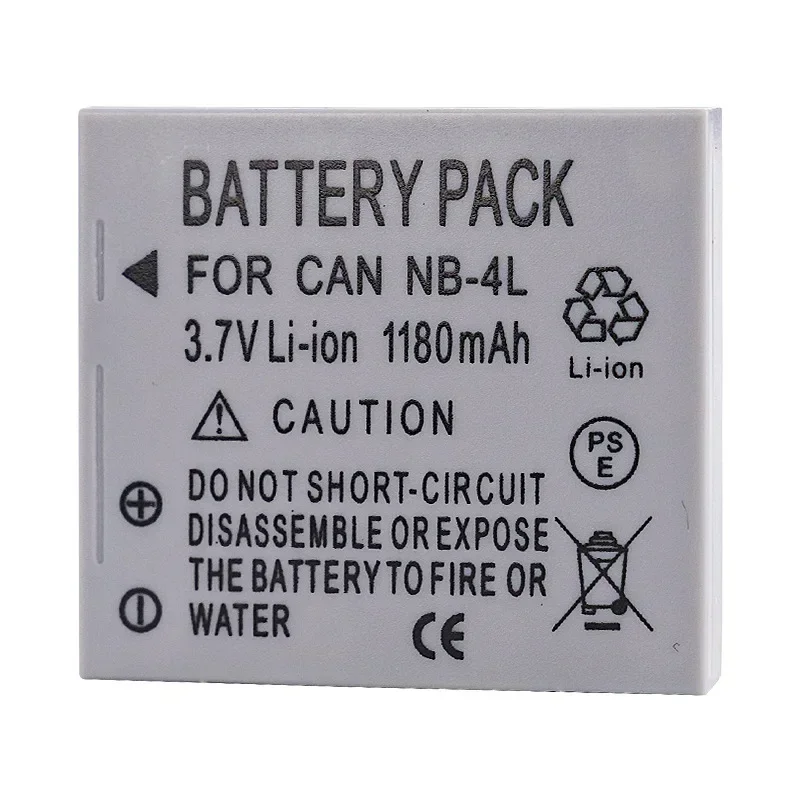 BATTERY PACK
FOR CAN NB-4L
3.7V Li-ion 1180mAh
Li-ion
CAUTION
PS
E
DO NOT SHORT-CIRCUIT
DISASSEMBLE OR EXPOSE
THE BATTERY TO FIRE OR
WATER
CE